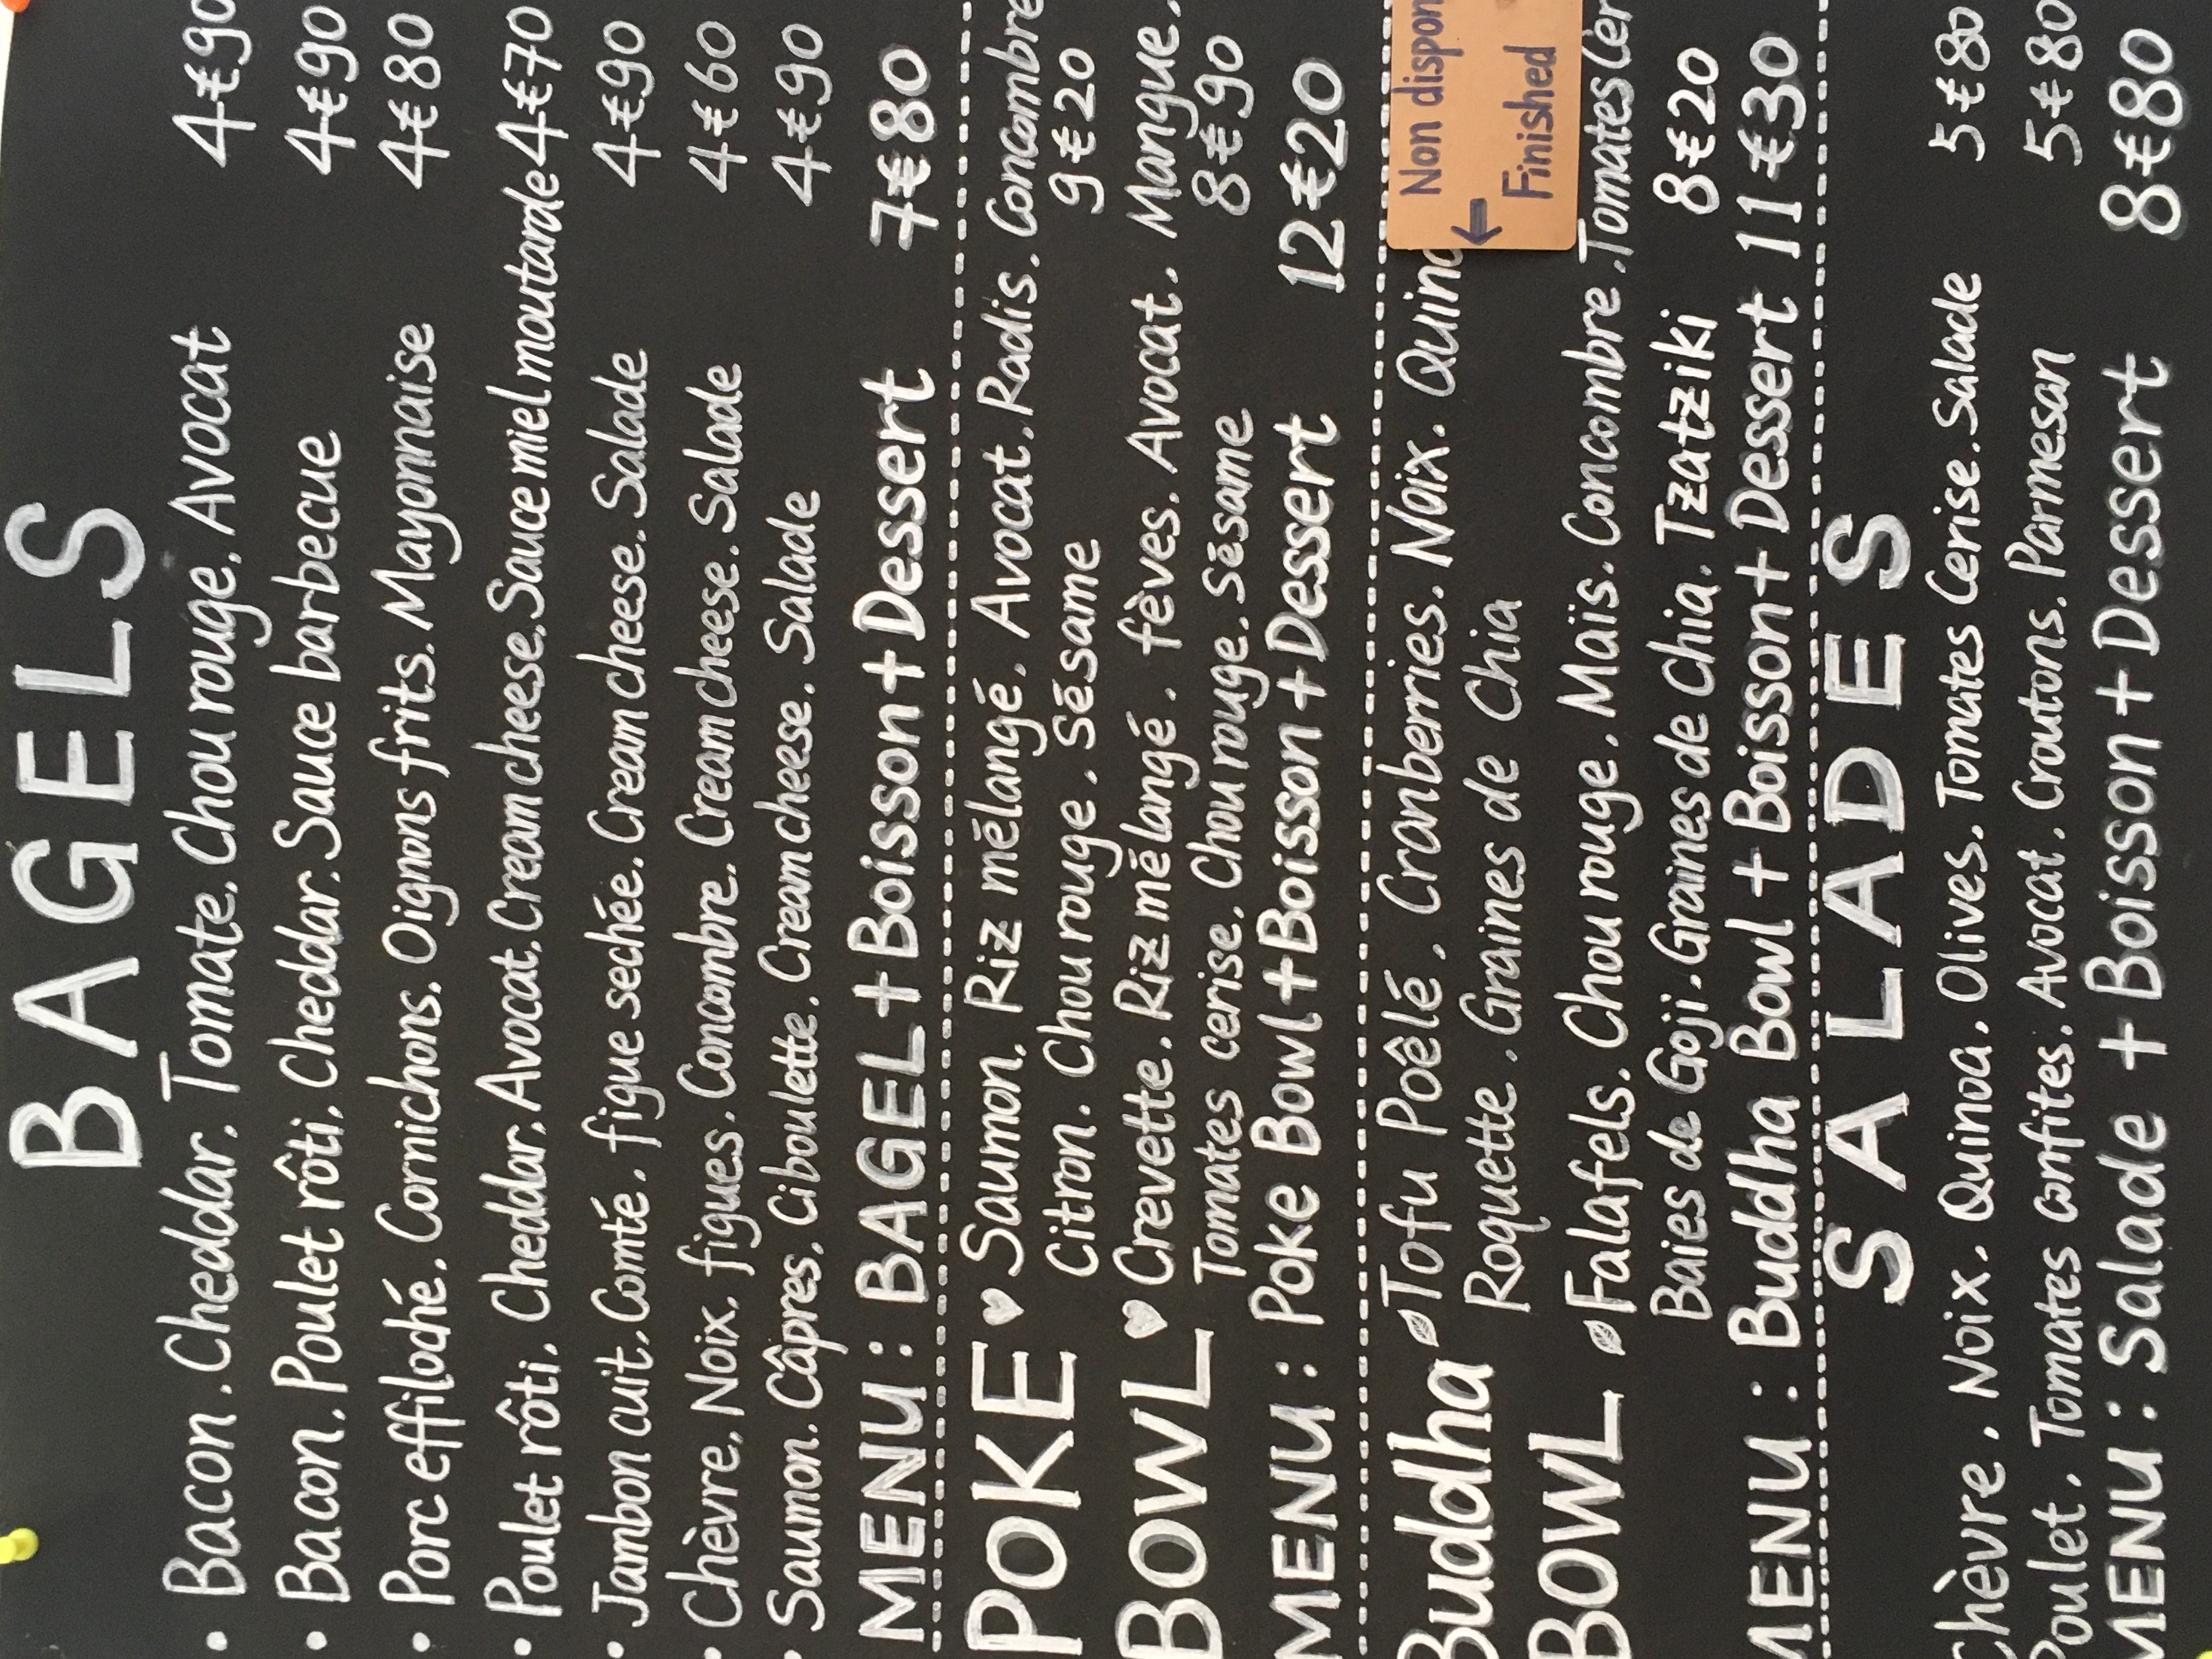 BAGELS
• Bacon. Cheddar. Tomate. Chou rouge. Avocat 4€90
• Bacon. Poulet rôti. Cheddar. Sauce barbecue 4€90
• Porc effiloché. Cornichons. Oignons frits. Mayonnaise 4€80
• Poulet rôti. Cheddar. Avocat. Cream cheese. Sauce miel moutarde 4€70
• Jambon cuit. Comté. figue sechée. Cream cheese. Salade 4€90
• Chèvre. Noix. figues. Concombre. Cream cheese. Salade 4€60
• Saumon. Câpres. Ciboulette. Cream cheese. Salade 4€90
MENU : BAGEL + Boisson + Dessert 7€80
POKE ♥ Saumon. Riz mélangé. Avocat. Radis. Concombre
Citron. Chou rouge. Sésame 9€20
BOWL ♥ Crevette. Riz mélangé. fèves. Avocat. Mangue.
Tomates cerise. Chou rouge. Sésame 8€90
MENU : Poke Bowl + Boisson + Dessert 12€20
Buddha Tofu Poêlé. Cranberries. Noix.
Non
← Finished
Roquette. Graines de Chia
BOWL Falafels. Chou rouge. Maïs. Concombre. Tomates
Baies de Goji. Graines de Chia. Tzatziki 8€20
MENU : Buddha Bowl + Boisson + Dessert 11€30
SALADES
Chèvre. Noix. Quinoa. Olives. Tomates Cerise. Salade 5€80
Poulet. Tomates confites. Avocat. Croutons. Parmesan 5€80
MENU : Salade + Boisson + Dessert 8€80